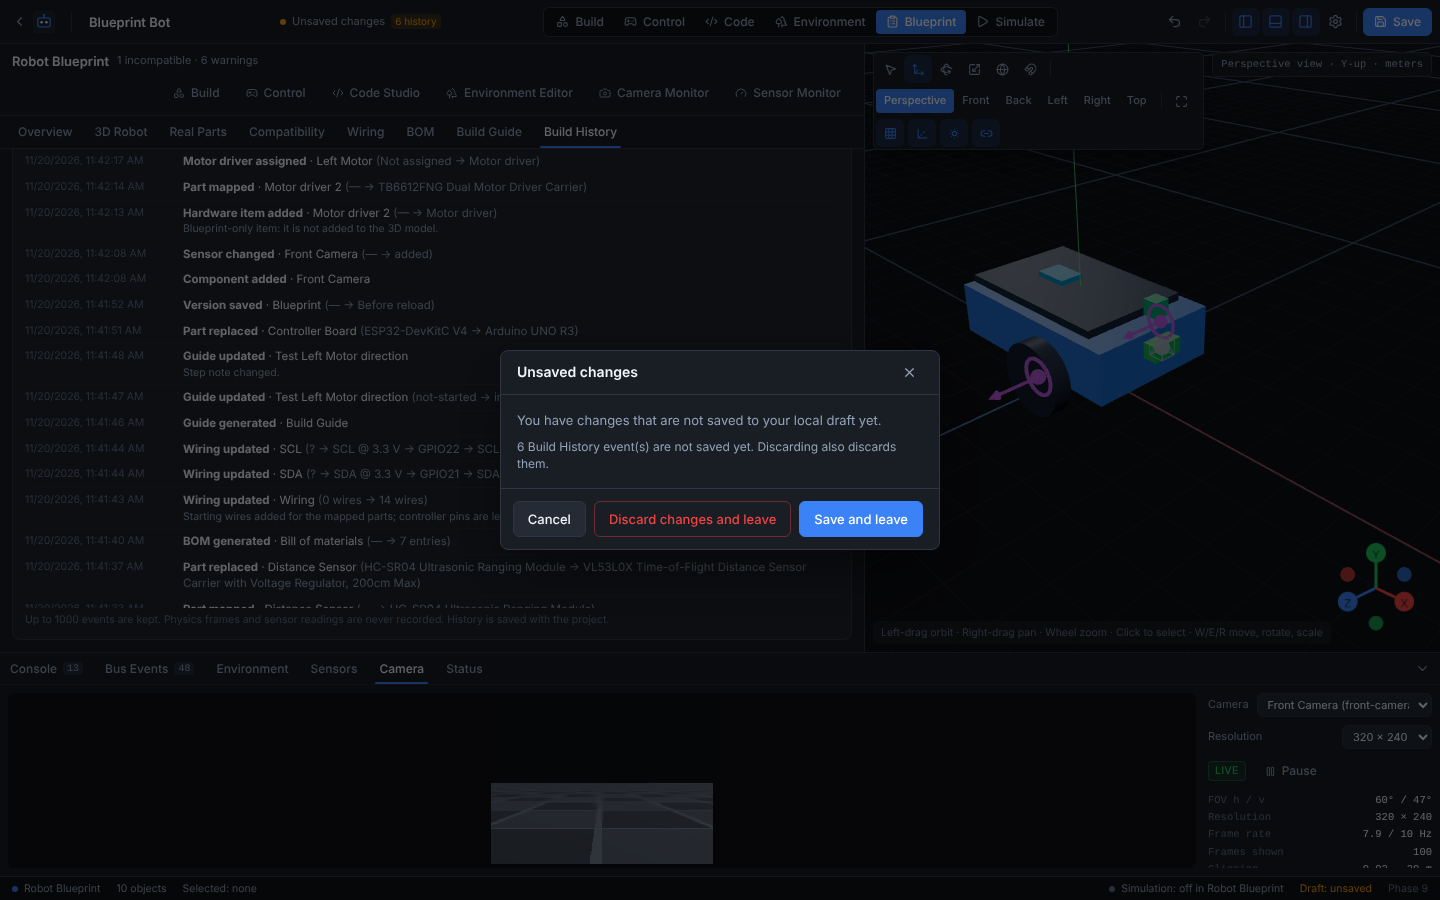 Blueprint Bot
Unsaved changes 6 history
Build Control Code Environment Blueprint Simulate
Save
Robot Blueprint 1 incompatible · 6 warnings
Build Control Code Studio Environment Editor Camera Monitor Sensor Monitor
Overview 3D Robot Real Parts Compatibility Wiring BOM Build Guide Build History
11/20/2026, 11:42:17 AM Motor driver assigned · Left Motor (Not assigned → Motor driver)
11/20/2026, 11:42:14 AM Part mapped · Motor driver 2 (— → TB6612FNG Dual Motor Driver Carrier)
11/20/2026, 11:42:13 AM Hardware item added · Motor driver 2 (— → Motor driver)
Blueprint-only item: it is not added to the 3D model.
11/20/2026, 11:42:08 AM Sensor changed · Front Camera (— → added)
11/20/2026, 11:42:08 AM Component added · Front Camera
11/20/2026, 11:41:52 AM Version saved · Blueprint (— → Before reload)
11/20/2026, 11:41:51 AM Part replaced · Controller Board (ESP32-DevKitC V4 → Arduino UNO R3)
11/20/2026, 11:41:48 AM Guide updated · Test Left Motor direction
Step note changed.
11/20/2026, 11:41:47 AM Guide updated · Test Left Motor direction (not-started →
11/20/2026, 11:41:46 AM Guide generated · Build Guide
11/20/2026, 11:41:44 AM Wiring updated · SCL (? → SCL @ 3.3 V → GPIO22 → SCL
11/20/2026, 11:41:44 AM Wiring updated · SDA (? → SDA @ 3.3 V → GPIO21 → SDA
11/20/2026, 11:41:43 AM Wiring updated · Wiring (0 wires → 14 wires)
Starting wires added for the mapped parts; controller pins are
11/20/2026, 11:41:40 AM BOM generated · Bill of materials (— → 7 entries)
11/20/2026, 11:41:37 AM Part replaced · Distance Sensor (HC-SR04 Ultrasonic Ranging Module → VL53L0X Time-of-Flight Distance Sensor
Carrier with Voltage Regulator, 200cm Max)
11/20/2026, 11:41:33 AM Part mapped · Distance Sensor (— → HC-SR04 Ultrasonic Ranging Module)
Up to 1000 events are kept. Physics frames and sensor readings are never recorded. History is saved with the project.
Perspective view · Y-up · meters
Perspective Front Back Left Right Top
Y
Z
X
Left-drag orbit · Right-drag pan · Wheel zoom · Click to select · W/E/R move, rotate, scale
Unsaved changes
You have changes that are not saved to your local draft yet.
6 Build History event(s) are not saved yet. Discarding also discards
them.
Cancel Discard changes and leave Save and leave
Console 13 Bus Events 48 Environment Sensors Camera Status
Camera Front Camera (front-camera
Resolution 320 × 240
LIVE Pause
FOV h / v 60° / 47°
Resolution 320 × 240
Frame rate 7.9 / 10 Hz
Frames shown 100
Robot Blueprint 10 objects Selected: none
Simulation: off in Robot Blueprint Draft: unsaved Phase 9